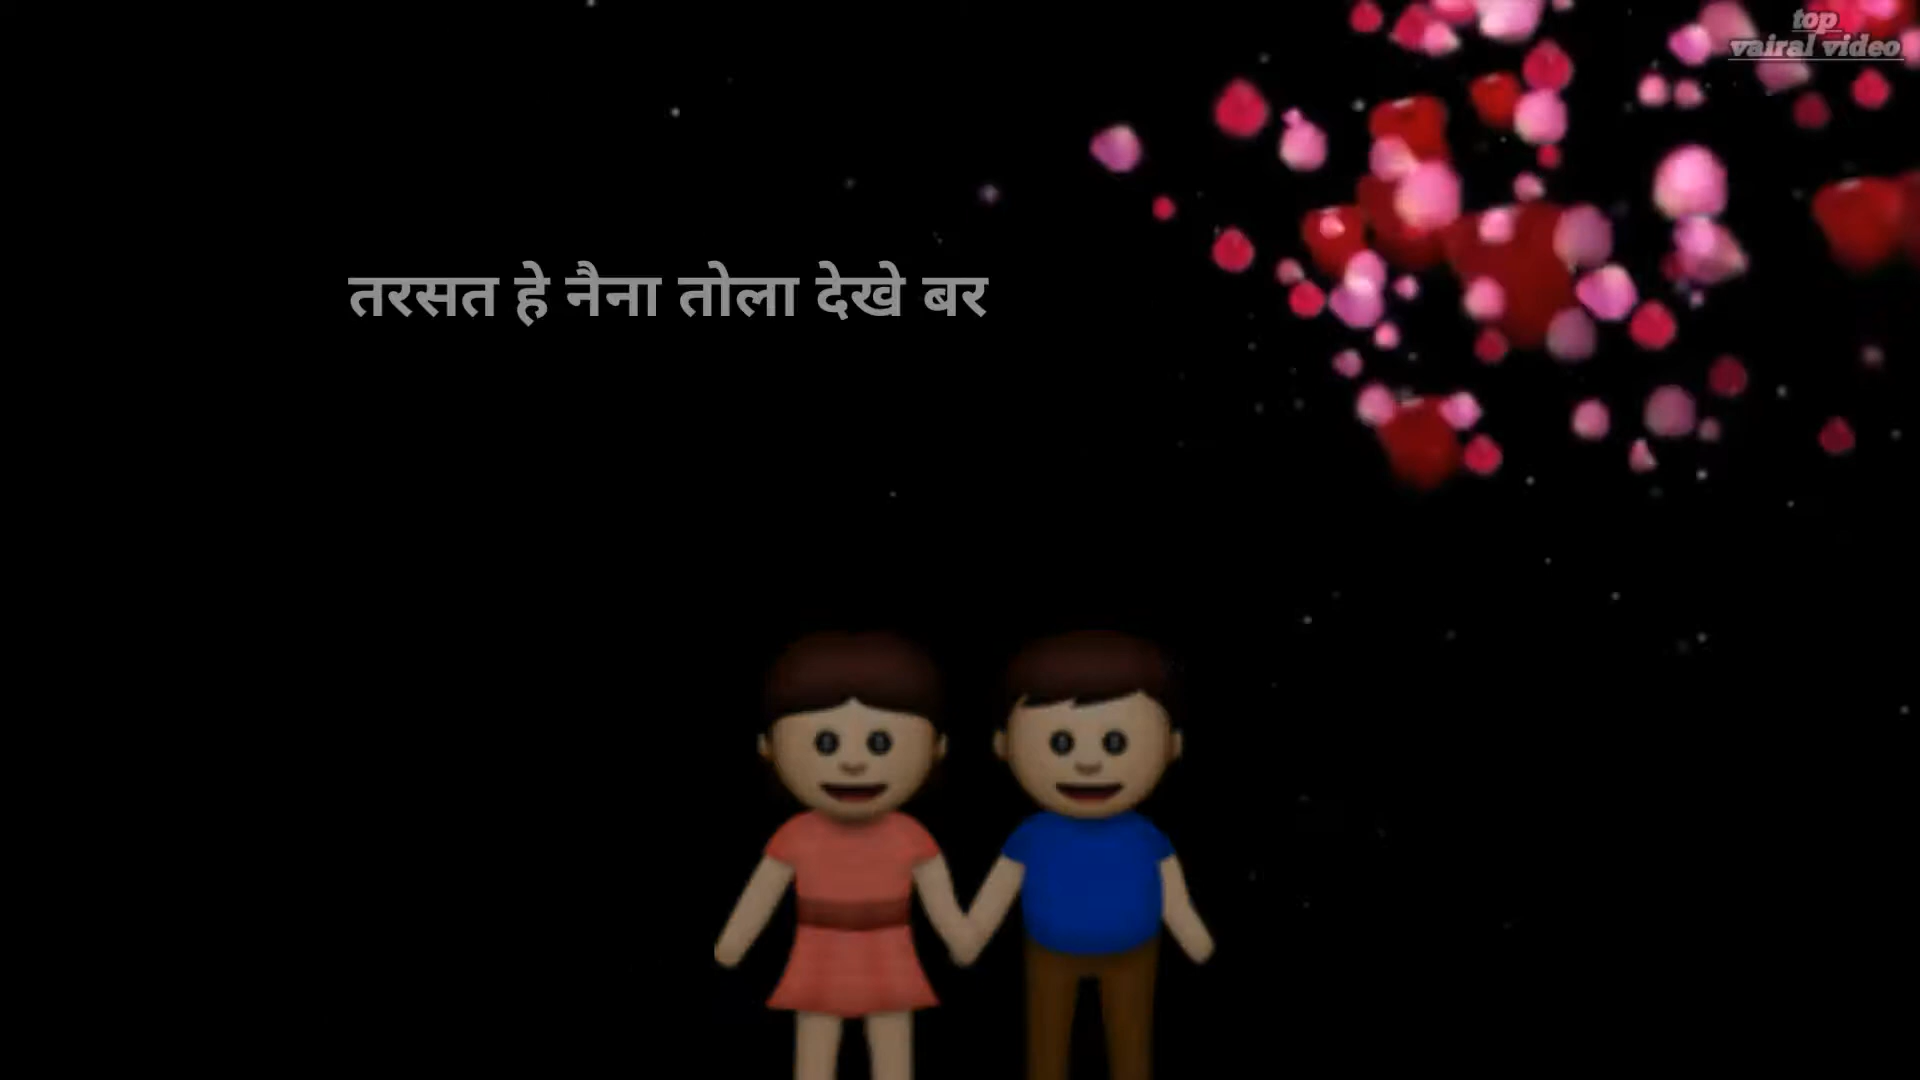 top
vairal video
तरसत हे नैना तोला देखे बर